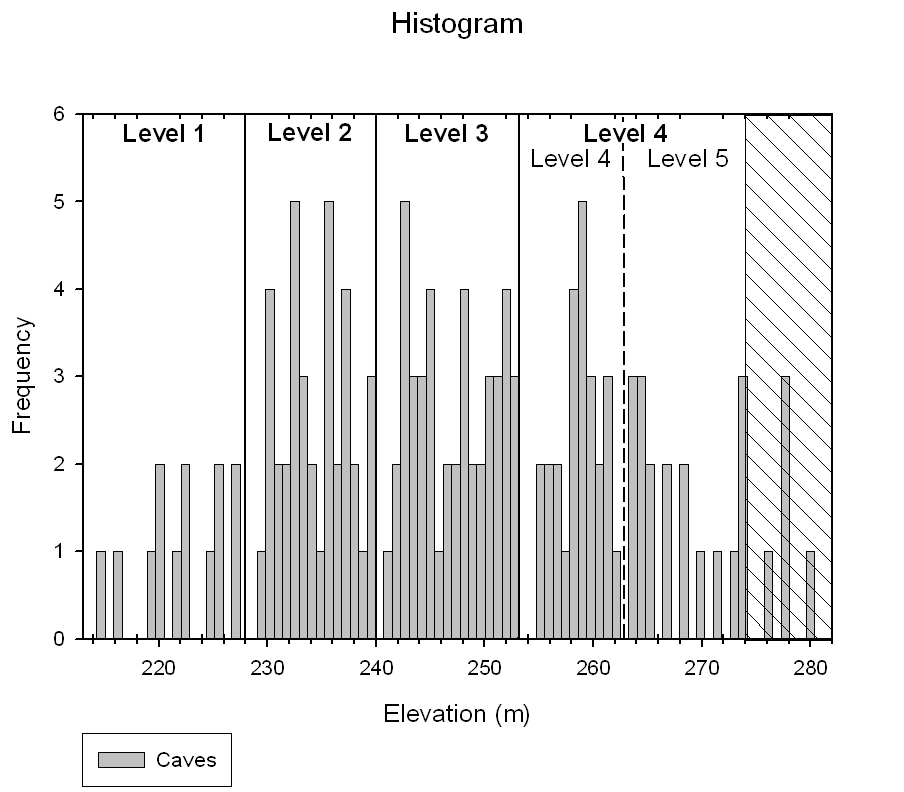 Histogram
6
Level 1 Level 2 Level 3 Level 4
Level 4 Level 5
5
4
3
2
1
0
Frequency
220 230 240 250 260 270 280
Elevation (m)
Caves